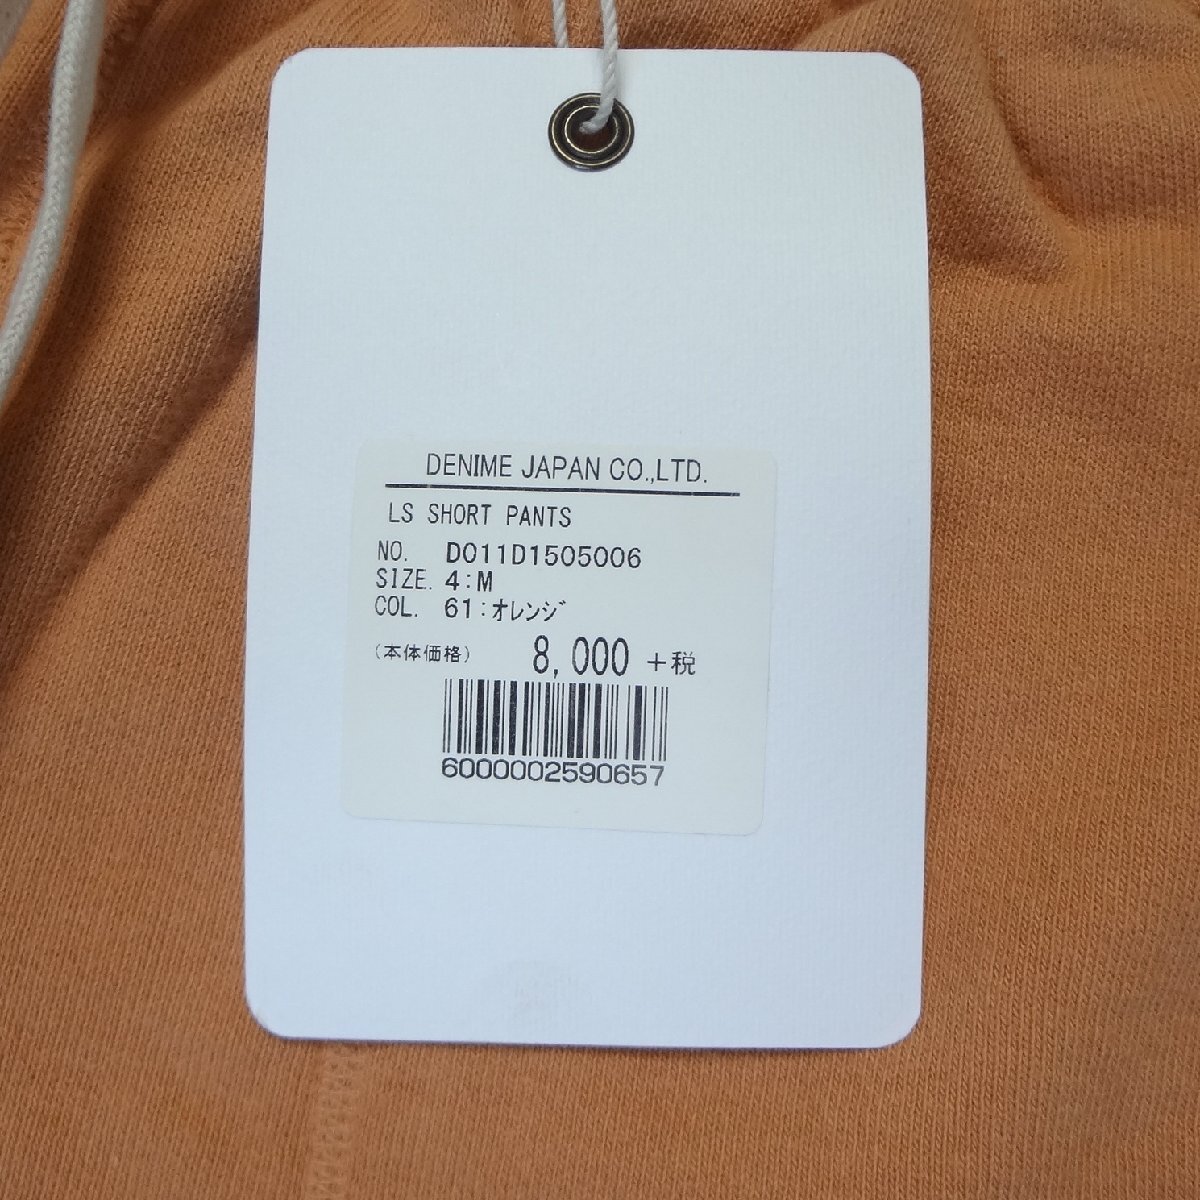 DENIME JAPAN CO.,LTD.
LS SHORT PANTS
NO. D011D1505006
SIZE. 4:M
COL. 61:オレンジ
(本体価格) 8,000 +税
6000002590657